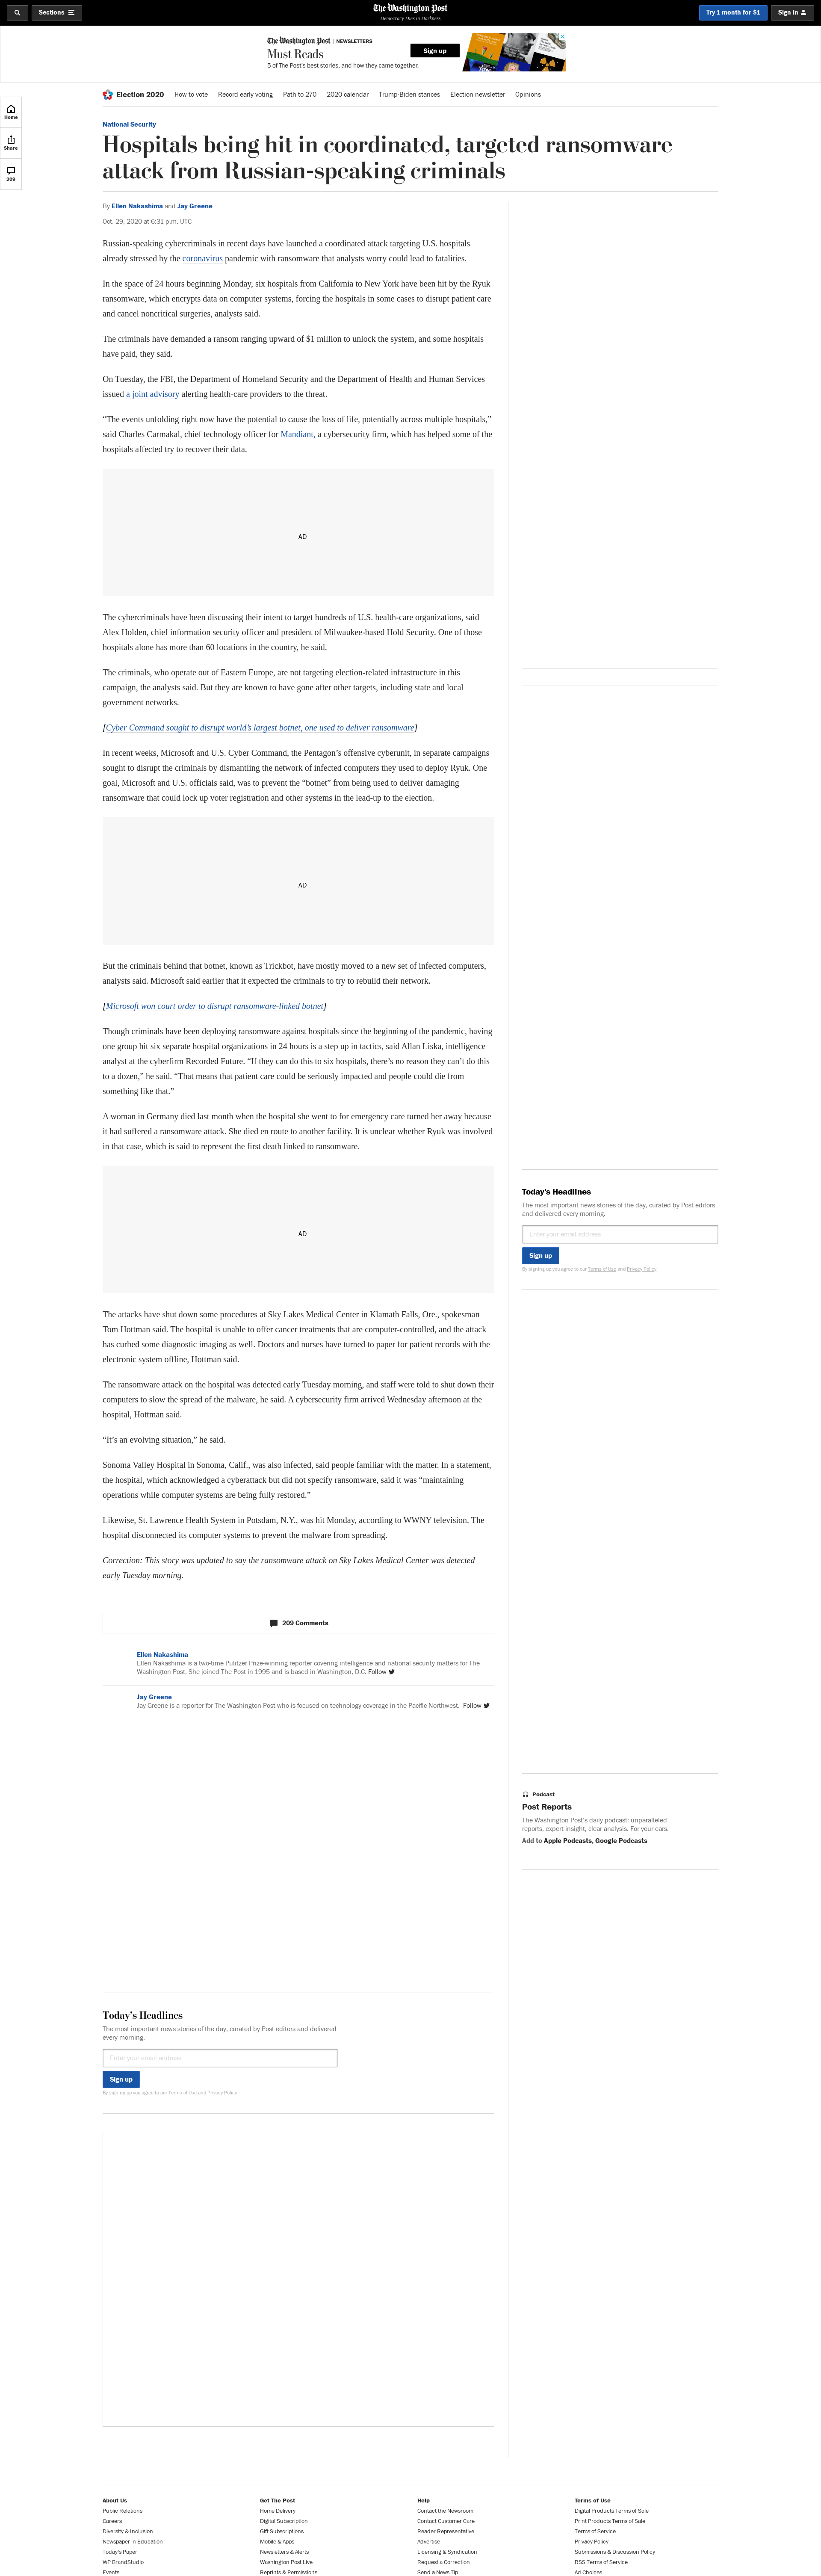 Sections
The Washington Post
Democracy Dies in Darkness
Try 1 month for $1
Sign in
The Washington Post | NEWSLETTERS
Must Reads
5 of The Post's best stories, and how they came together.
Sign up
Election 2020 How to vote Record early voting Path to 270 2020 calendar Trump-Biden stances Election newsletter Opinions
Home
Share
209
National Security
Hospitals being hit in coordinated, targeted ransomware
attack from Russian-speaking criminals
By Ellen Nakashima and Jay Greene
Oct. 29, 2020 at 6:31 p.m. UTC
Russian-speaking cybercriminals in recent days have launched a coordinated attack targeting U.S. hospitals
already stressed by the coronavirus pandemic with ransomware that analysts worry could lead to fatalities.
In the space of 24 hours beginning Monday, six hospitals from California to New York have been hit by the Ryuk
ransomware, which encrypts data on computer systems, forcing the hospitals in some cases to disrupt patient care
and cancel noncritical surgeries, analysts said.
The criminals have demanded a ransom ranging upward of $1 million to unlock the system, and some hospitals
have paid, they said.
On Tuesday, the FBI, the Department of Homeland Security and the Department of Health and Human Services
issued a joint advisory alerting health-care providers to the threat.
“The events unfolding right now have the potential to cause the loss of life, potentially across multiple hospitals,”
said Charles Carmakal, chief technology officer for Mandiant, a cybersecurity firm, which has helped some of the
hospitals affected try to recover their data.
AD
The cybercriminals have been discussing their intent to target hundreds of U.S. health-care organizations, said
Alex Holden, chief information security officer and president of Milwaukee-based Hold Security. One of those
hospitals alone has more than 60 locations in the country, he said.
The criminals, who operate out of Eastern Europe, are not targeting election-related infrastructure in this
campaign, the analysts said. But they are known to have gone after other targets, including state and local
government networks.
[Cyber Command sought to disrupt world’s largest botnet, one used to deliver ransomware]
In recent weeks, Microsoft and U.S. Cyber Command, the Pentagon’s offensive cyberunit, in separate campaigns
sought to disrupt the criminals by dismantling the network of infected computers they used to deploy Ryuk. One
goal, Microsoft and U.S. officials said, was to prevent the “botnet” from being used to deliver damaging
ransomware that could lock up voter registration and other systems in the lead-up to the election.
AD
But the criminals behind that botnet, known as Trickbot, have mostly moved to a new set of infected computers,
analysts said. Microsoft said earlier that it expected the criminals to try to rebuild their network.
[Microsoft won court order to disrupt ransomware-linked botnet]
Though criminals have been deploying ransomware against hospitals since the beginning of the pandemic, having
one group hit six separate hospital organizations in 24 hours is a step up in tactics, said Allan Liska, intelligence
analyst at the cyberfirm Recorded Future. “If they can do this to six hospitals, there’s no reason they can’t do this
to a dozen,” he said. “That means that patient care could be seriously impacted and people could die from
something like that.”
A woman in Germany died last month when the hospital she went to for emergency care turned her away because
it had suffered a ransomware attack. She died en route to another facility. It is unclear whether Ryuk was involved
in that case, which is said to represent the first death linked to ransomware.
AD
The attacks have shut down some procedures at Sky Lakes Medical Center in Klamath Falls, Ore., spokesman
Tom Hottman said. The hospital is unable to offer cancer treatments that are computer-controlled, and the attack
has curbed some diagnostic imaging as well. Doctors and nurses have turned to paper for patient records with the
electronic system offline, Hottman said.
The ransomware attack on the hospital was detected early Tuesday morning, and staff were told to shut down their
computers to slow the spread of the malware, he said. A cybersecurity firm arrived Wednesday afternoon at the
hospital, Hottman said.
“It’s an evolving situation,” he said.
Sonoma Valley Hospital in Sonoma, Calif., was also infected, said people familiar with the matter. In a statement,
the hospital, which acknowledged a cyberattack but did not specify ransomware, said it was “maintaining
operations while computer systems are being fully restored.”
Likewise, St. Lawrence Health System in Potsdam, N.Y., was hit Monday, according to WWNY television. The
hospital disconnected its computer systems to prevent the malware from spreading.
Correction: This story was updated to say the ransomware attack on Sky Lakes Medical Center was detected
early Tuesday morning.
209 Comments
Ellen Nakashima
Ellen Nakashima is a two-time Pulitzer Prize-winning reporter covering intelligence and national security matters for The
Washington Post. She joined The Post in 1995 and is based in Washington, D.C. Follow
Jay Greene
Jay Greene is a reporter for The Washington Post who is focused on technology coverage in the Pacific Northwest. Follow
Today’s Headlines
The most important news stories of the day, curated by Post editors and delivered
every morning.
Enter your email address
Sign up
By signing up you agree to our Terms of Use and Privacy Policy
Today’s Headlines
The most important news stories of the day, curated by Post editors
and delivered every morning.
Enter your email address
Sign up
By signing up you agree to our Terms of Use and Privacy Policy
Podcast
Post Reports
The Washington Post’s daily podcast: unparalleled
reports, expert insight, clear analysis. For your ears.
Add to Apple Podcasts, Google Podcasts
About Us
Public Relations
Careers
Diversity & Inclusion
Newspaper in Education
Today's Paper
WP BrandStudio
Events
Get The Post
Home Delivery
Digital Subscription
Gift Subscriptions
Mobile & Apps
Newsletters & Alerts
Washington Post Live
Reprints & Permissions
Help
Contact the Newsroom
Contact Customer Care
Reader Representative
Advertise
Licensing & Syndication
Request a Correction
Send a News Tip
Terms of Use
Digital Products Terms of Sale
Print Products Terms of Sale
Terms of Service
Privacy Policy
Submissions & Discussion Policy
RSS Terms of Service
Ad Choices